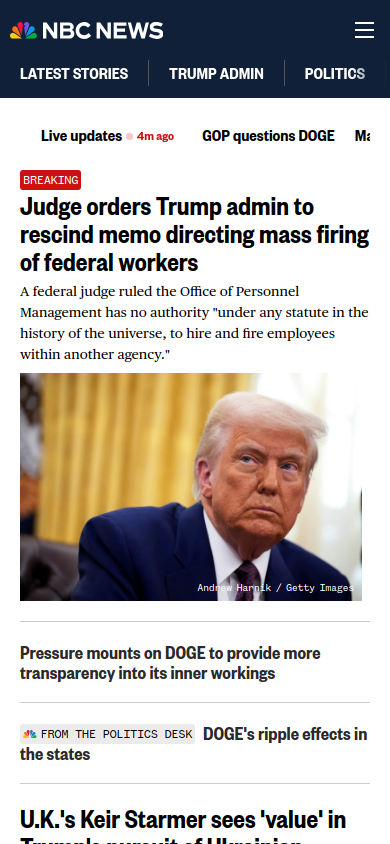 NBC NEWS
LATEST STORIES TRUMP ADMIN POLITICS
Live updates 4m ago GOP questions DOGE Ma
BREAKING
Judge orders Trump admin to
rescind memo directing mass firing
of federal workers
A federal judge ruled the Office of Personnel
Management has no authority "under any statute in the
history of the universe, to hire and fire employees
within another agency."
Andrew Harnik / Getty Images
Pressure mounts on DOGE to provide more
transparency into its inner workings
FROM THE POLITICS DESK DOGE's ripple effects in
the states
U.K.'s Keir Starmer sees 'value' in
Trump's pursuit of Ukrainian